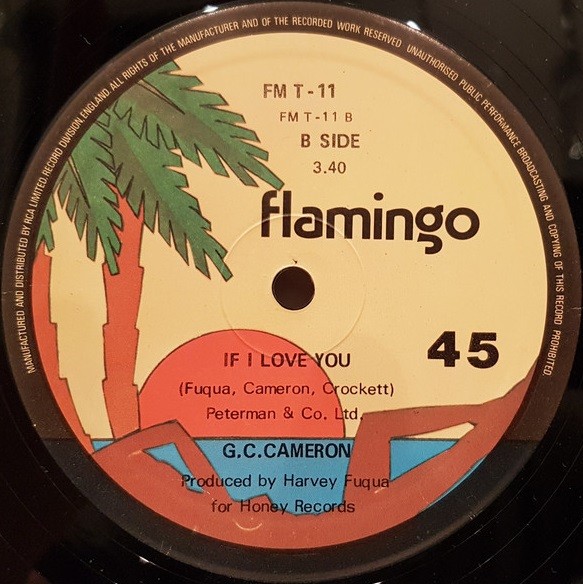 MANUFACTURED AND DISTRIBUTED BY RCA LIMITED, RECORD DIVISION, ENGLAND. ALL RIGHTS OF THE MANUFACTURER AND OF THE RECORDED WORK RESERVED UNAUTHORISED PUBLIC PERFORMANCE BROADCASTING AND COPYING OF THIS RECORD PROHIBITED.
FM T-11
FM T-11 B
B SIDE
3.40
flamingo
45
IF I LOVE YOU
(Fuqua, Cameron, Crockett)
Peterman & Co. Ltd.
G.C.CAMERON
Produced by Harvey Fuqua
for Honey Records